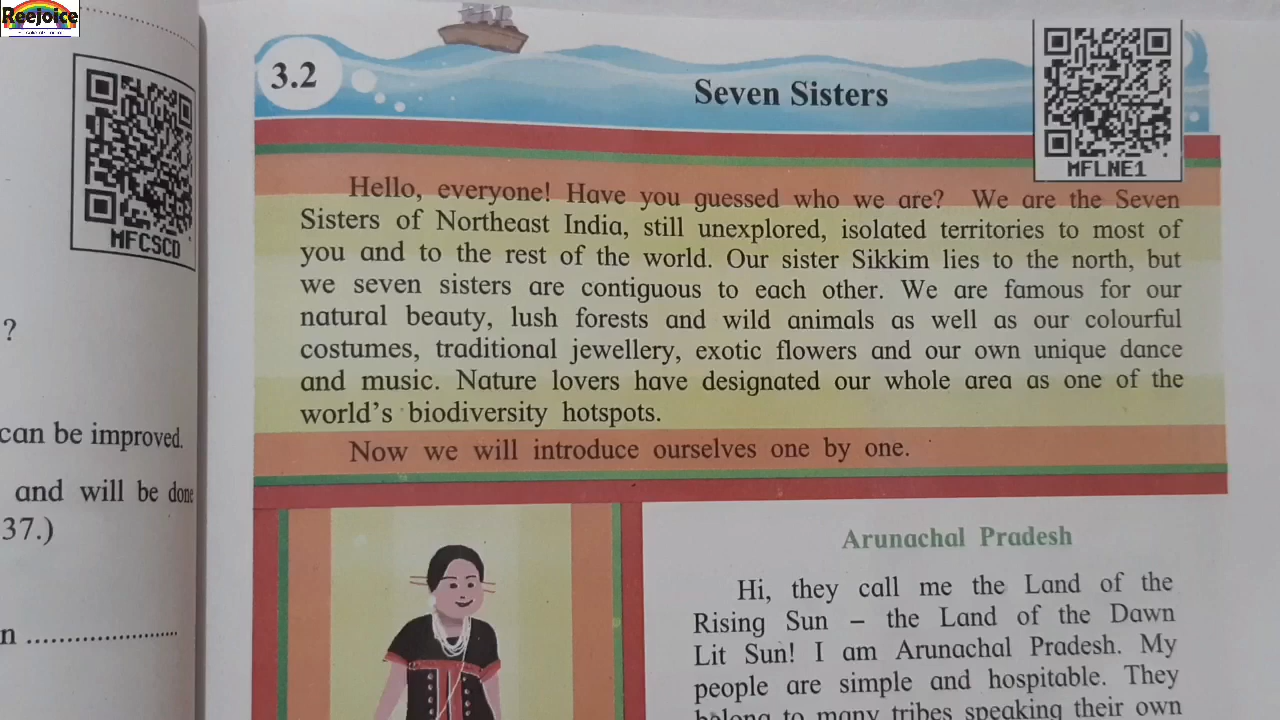 Reejoice
MFCSCD
?
can be improved.
and will be done
37.)
n ........................
3.2
Seven Sisters
MFLNE1
Hello, everyone! Have you guessed who we are? We are the Seven
Sisters of Northeast India, still unexplored, isolated territories to most of
you and to the rest of the world. Our sister Sikkim lies to the north, but
we seven sisters are contiguous to each other. We are famous for our
natural beauty, lush forests and wild animals as well as our colourful
costumes, traditional jewellery, exotic flowers and our own unique dance
and music. Nature lovers have designated our whole area as one of the
world's biodiversity hotspots.
Now we will introduce ourselves one by one.
Arunachal Pradesh
Hi, they call me the Land of the
Rising Sun – the Land of the Dawn
Lit Sun! I am Arunachal Pradesh. My
people are simple and hospitable. They
belong to many tribes speaking their own